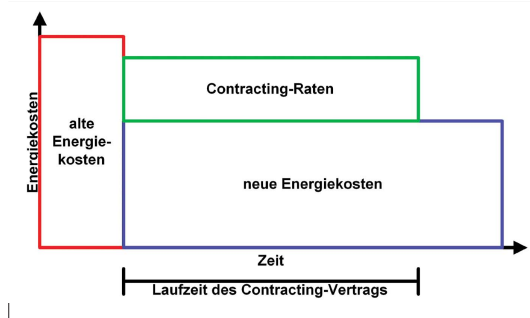 Energiekosten
alte
Energie-
kosten
Contracting-Raten
neue Energiekosten
Zeit
Laufzeit des Contracting-Vertrags